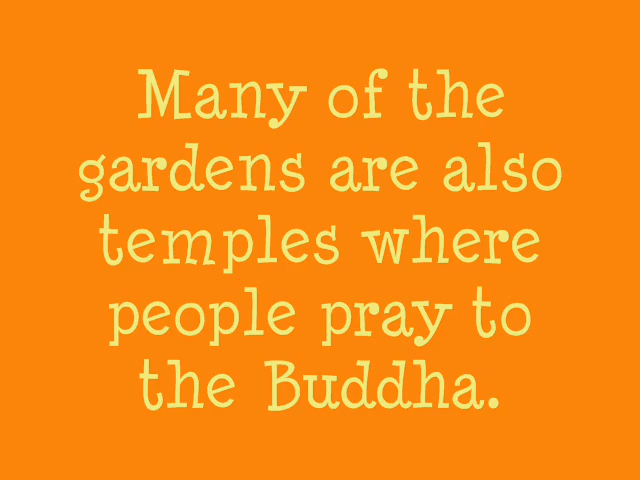 Many of the
gardens are also
temples where
people pray to
the Buddha.